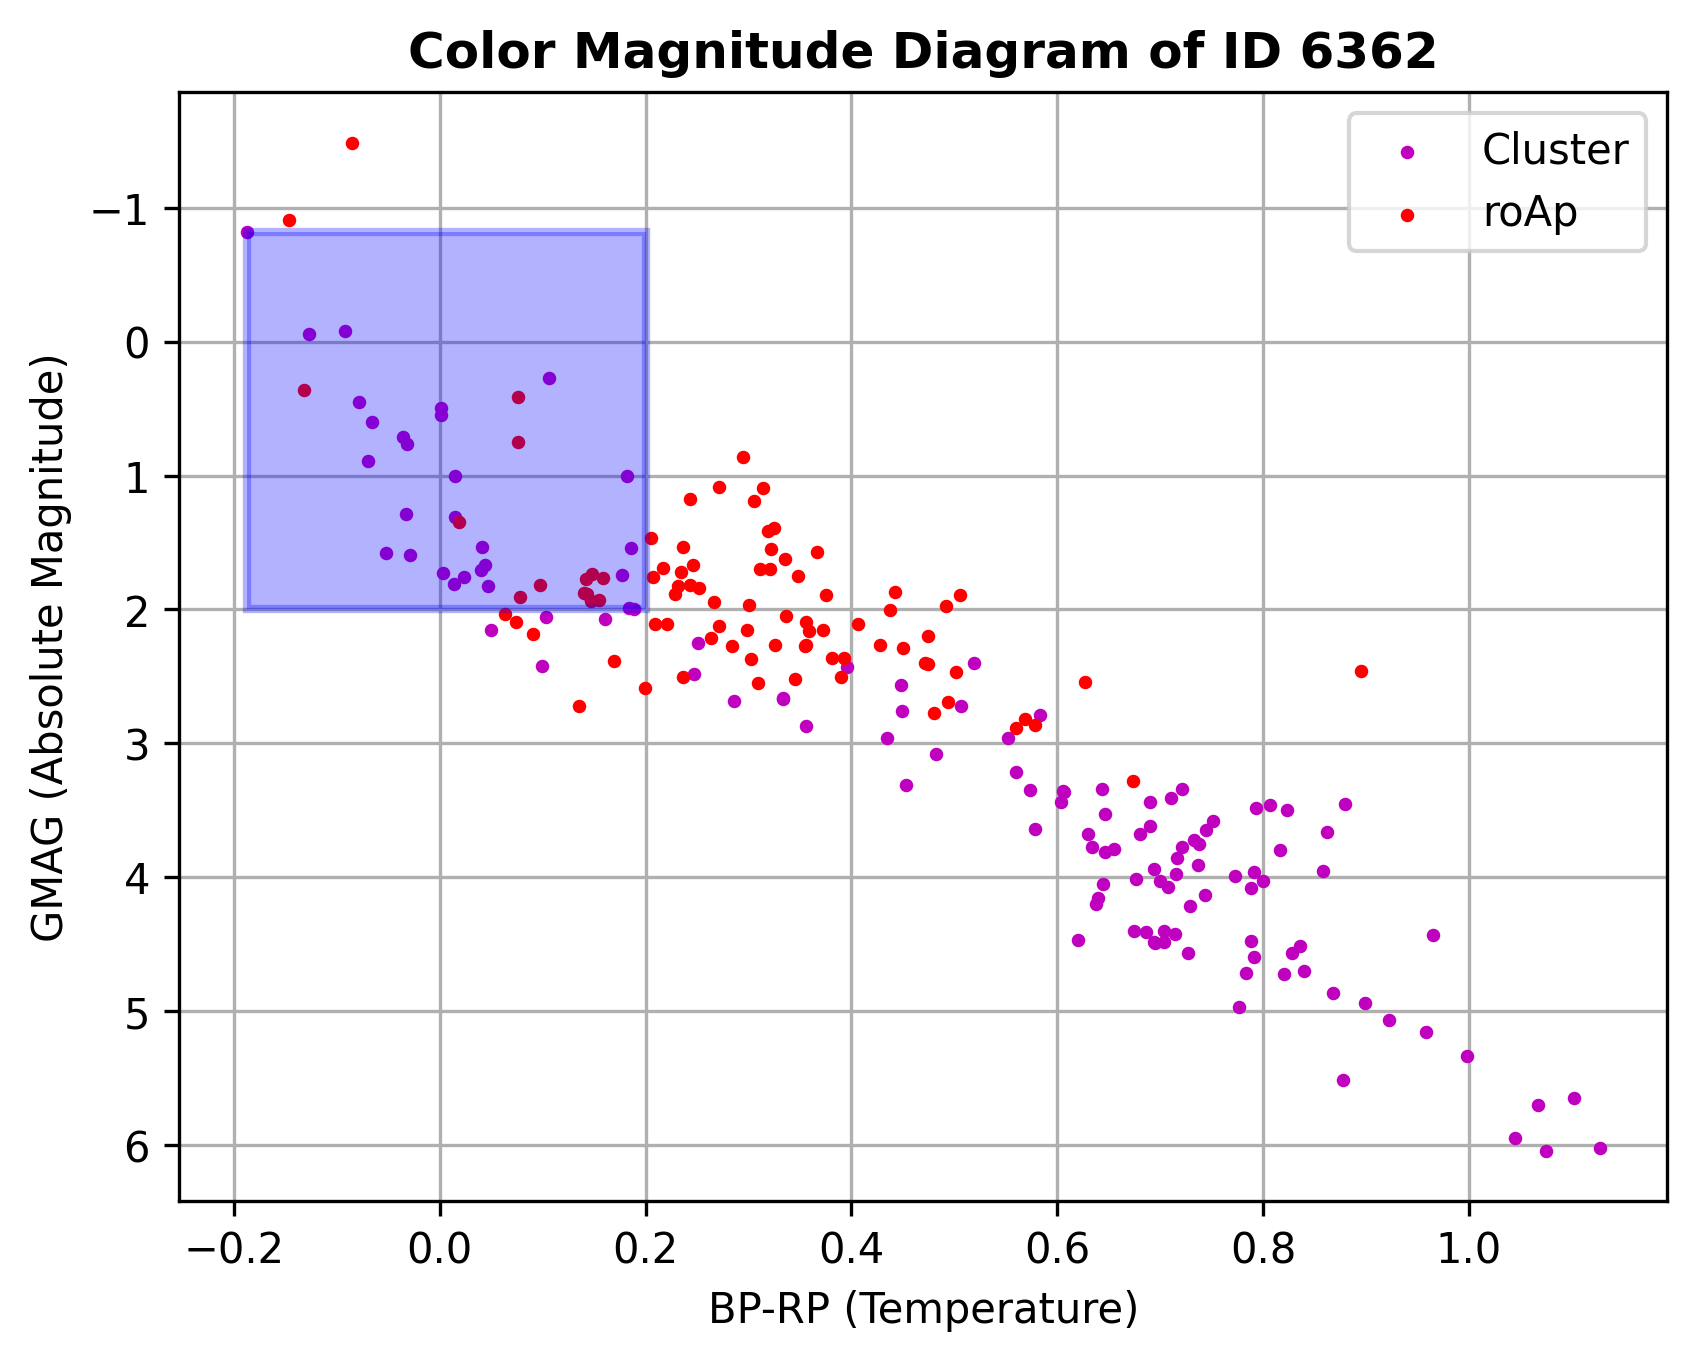 Color Magnitude Diagram of ID 6362
Cluster
roAp
GMAG (Absolute Magnitude)
−1
0
1
2
3
4
5
6
−0.2 0.0 0.2 0.4 0.6 0.8 1.0
BP-RP (Temperature)